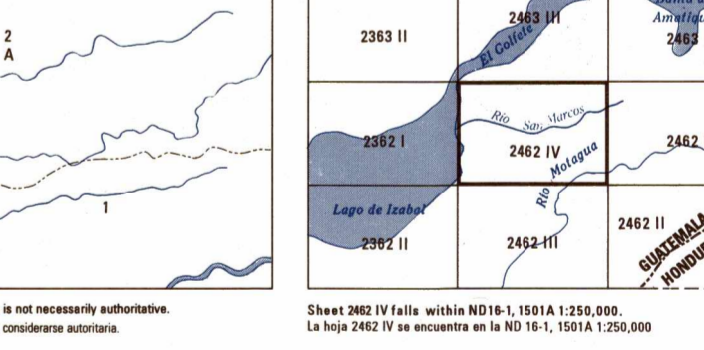 2
A
1
is not necessarily authoritative.
considerarse autoritaria.
2363 II
2463 III
El Golfete
Amatique
2463
2362 I
Río San Marcos
2462 IV
Río Motagua
2462
Lago de Izabal
2362 II
2462 III
2462 II
GUATEMALA
HONDU
Sheet 2462 IV falls within ND 16-1, 1501A 1:250,000.
La hoja 2462 IV se encuentra en la ND 16-1, 1501A 1:250,000